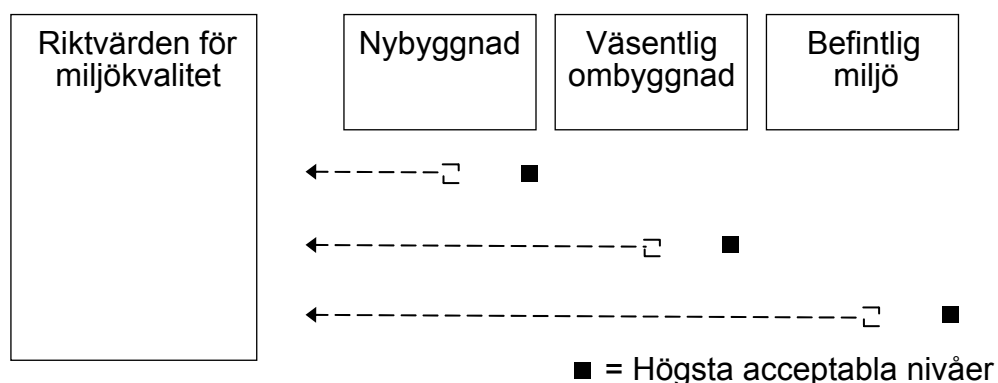 Riktvärden för
miljökvalitet
Nybyggnad
Väsentlig
ombyggnad
Befintlig
miljö
= Högsta acceptabla nivåer